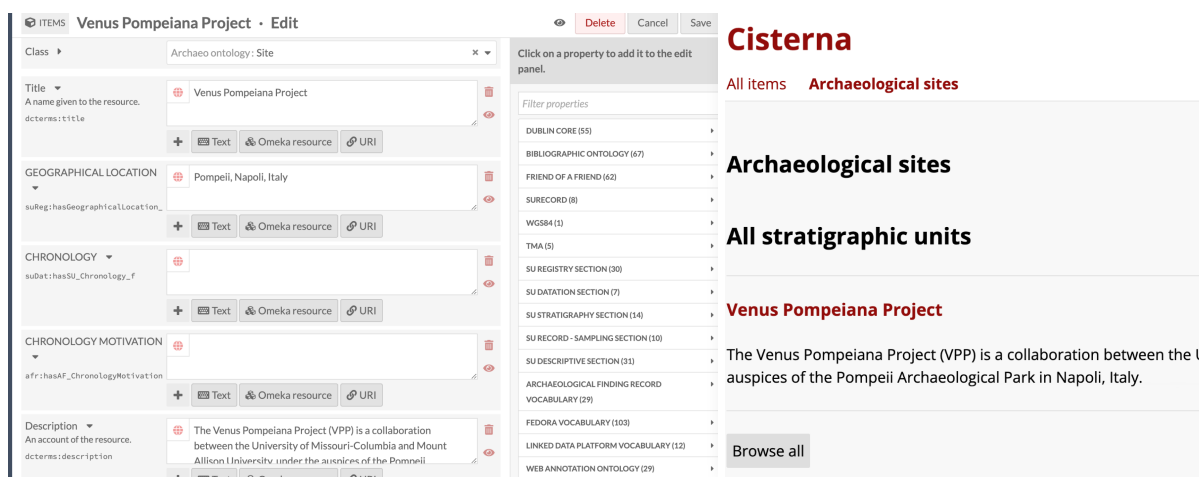 ITEMS Venus Pompeiana Project · Edit
Delete Cancel Save
Class
Archaeo ontology: Site
Title
A name given to the resource.
dcterms:title
Venus Pompeiana Project
Text Omeka resource URI
GEOGRAPHICAL LOCATION
suReg:hasGeographicalLocation_
Pompeii, Napoli, Italy
Text Omeka resource URI
CHRONOLOGY
suDat:hasSU_Chronology_f
Text Omeka resource URI
CHRONOLOGY MOTIVATION
afr:hasAF_ChronologyMotivation
Text Omeka resource URI
Description
An account of the resource.
dcterms:description
The Venus Pompeiana Project (VPP) is a collaboration
between the University of Missouri-Columbia and Mount
Allison University, under the auspices of the Pompeii
Text Omeka resource URI
Click on a property to add it to the edit
panel.
Filter properties
DUBLIN CORE (55)
BIBLIOGRAPHIC ONTOLOGY (67)
FRIEND OF A FRIEND (62)
SURECORD (8)
WGS84 (1)
TMA (5)
SU REGISTRY SECTION (30)
SU DATATION SECTION (7)
SU STRATIGRAPHY SECTION (14)
SU RECORD - SAMPLING SECTION (10)
SU DESCRIPTIVE SECTION (31)
ARCHAEOLOGICAL FINDING RECORD
VOCABULARY (29)
FEDORA VOCABULARY (103)
LINKED DATA PLATFORM VOCABULARY (12)
WEB ANNOTATION ONTOLOGY (29)
Cisterna
All items Archaeological sites
Archaeological sites
All stratigraphic units
Venus Pompeiana Project
The Venus Pompeiana Project (VPP) is a collaboration between the U
auspices of the Pompeii Archaeological Park in Napoli, Italy.
Browse all